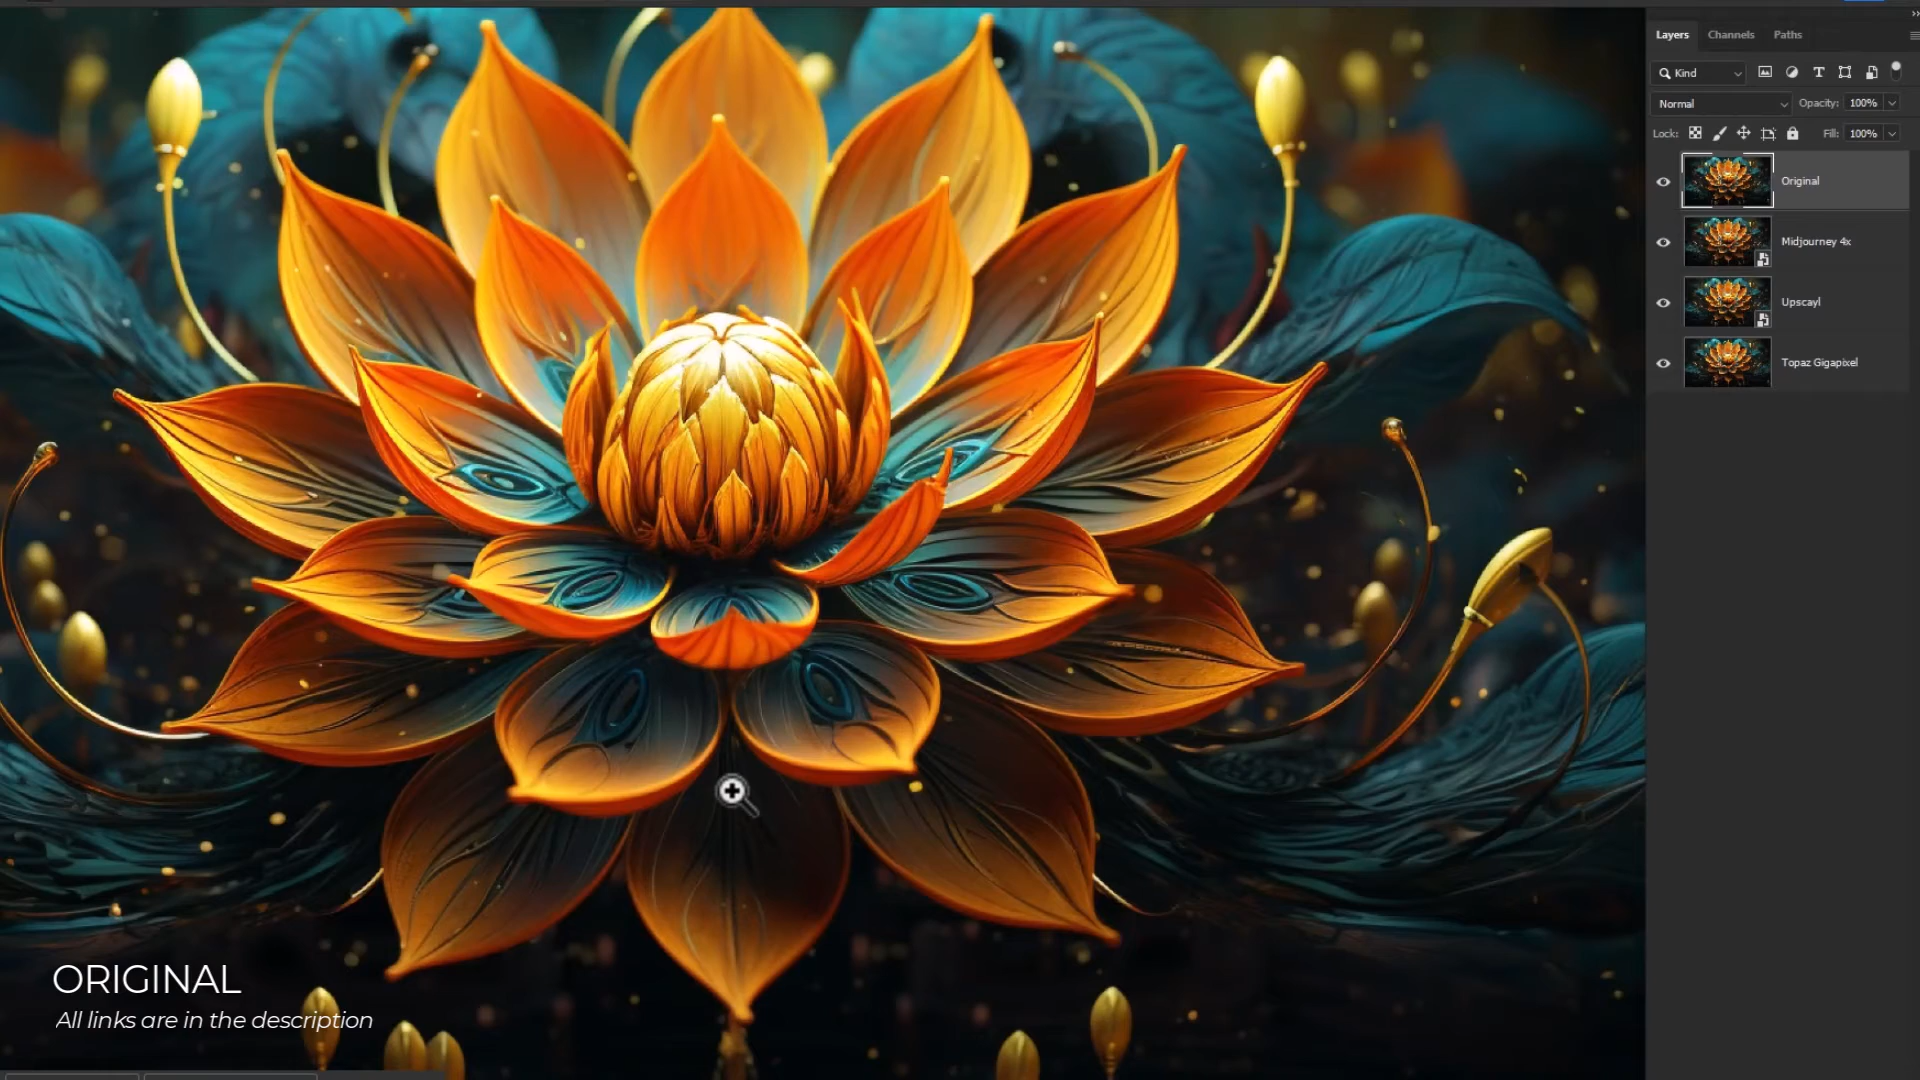 Layers Channels Paths
Kind
Normal Opacity: 100%
Lock: Fill: 100%
Original
Midjourney 4x
Upscayl
Topaz Gigapixel
ORIGINAL
All links are in the description